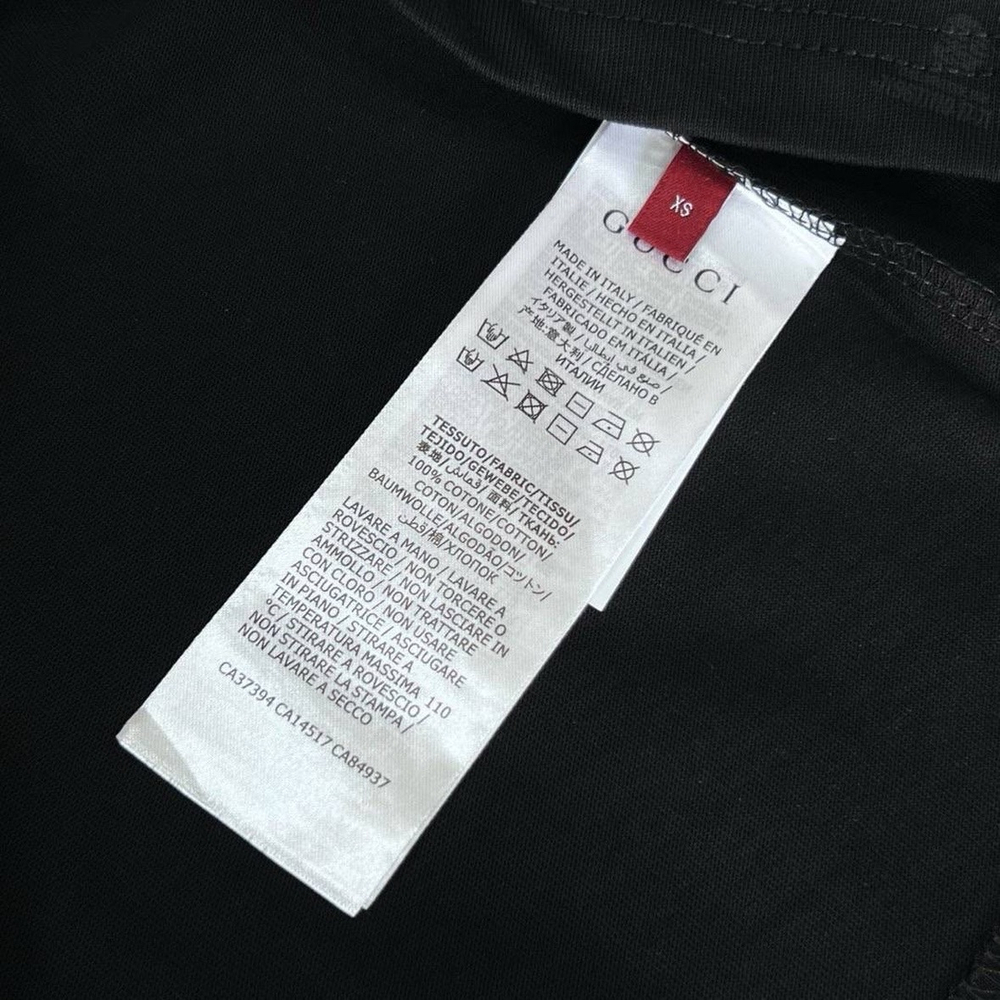 XS
GUCCI
MADE IN ITALY / FABRIQUÉ EN
ITALIE / HECHO EN ITALIA /
HERGESTELLT IN ITALIEN /
FABRICADO EM ITÁLIA /
イタリア製 / صنع في إيطاليا /
产地:意大利 / СДЕЛАНО В
ИТАЛИИ
TESSUTO/FABRIC/TISSU/
TEJIDO/GEWEBE/TECIDO/
表地/قماش/面料/ТКАНЬ:
100% COTONE/COTTON/
COTON/ALGODON/
BAUMWOLLE/ALGODÃO/コットン/
قطن/棉/ХЛОПОК
LAVARE A MANO / LAVARE A
ROVESCIO / NON TORCERE O
STRIZZARE / NON LASCIARE IN
AMMOLLO / NON TRATTARE
CON CLORO / NON USARE
ASCIUGATRICE / ASCIUGARE
IN PIANO / STIRARE A
TEMPERATURA MASSIMA 110
°C / STIRARE A ROVESCIO /
NON STIRARE LA STAMPA /
NON LAVARE A SECCO
CA37394 CA14517 CA84937